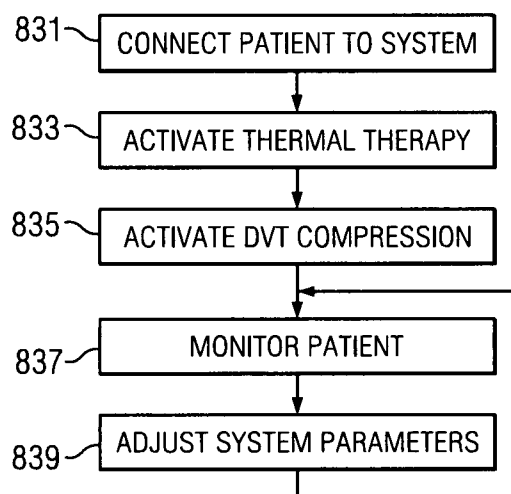 831 CONNECT PATIENT TO SYSTEM
833 ACTIVATE THERMAL THERAPY
835 ACTIVATE DVT COMPRESSION
837 MONITOR PATIENT
839 ADJUST SYSTEM PARAMETERS